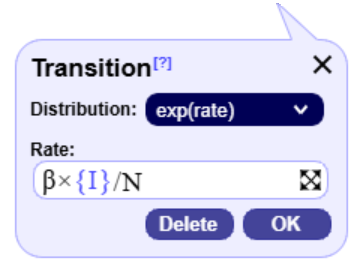 Transition[?]
Distribution: exp(rate)
Rate:
β×{I}/N
Delete OK